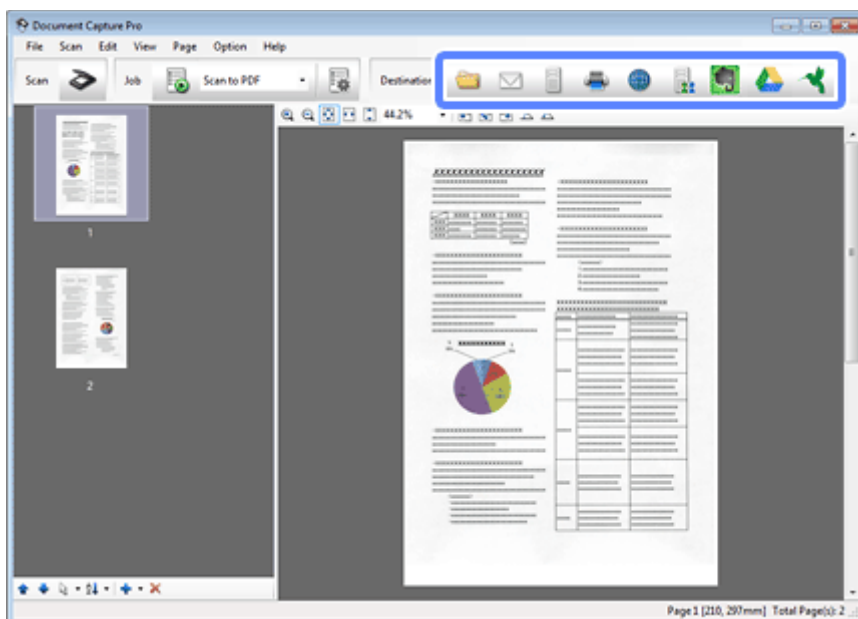 Document Capture Pro
File Scan Edit View Page Option Help
Scan Job Scan to PDF Destination
44.2%
1
2
Page 1 [210, 297mm] Total Page(s): 2